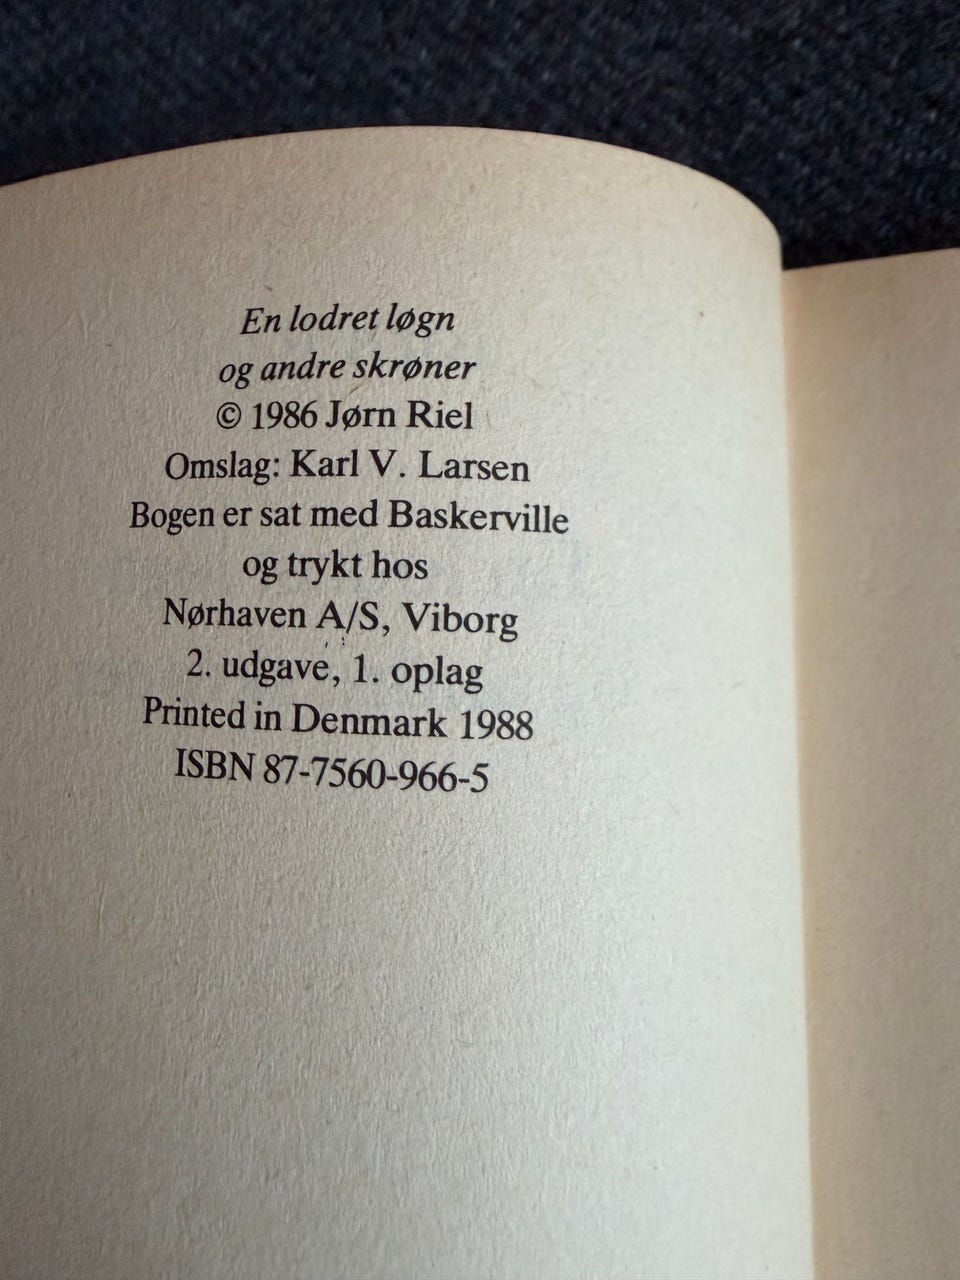 En lodret løgn
og andre skrøner
© 1986 Jørn Riel
Omslag: Karl V. Larsen
Bogen er sat med Baskerville
og trykt hos
Nørhaven A/S, Viborg
2. udgave, 1. oplag
Printed in Denmark 1988
ISBN 87-7560-966-5